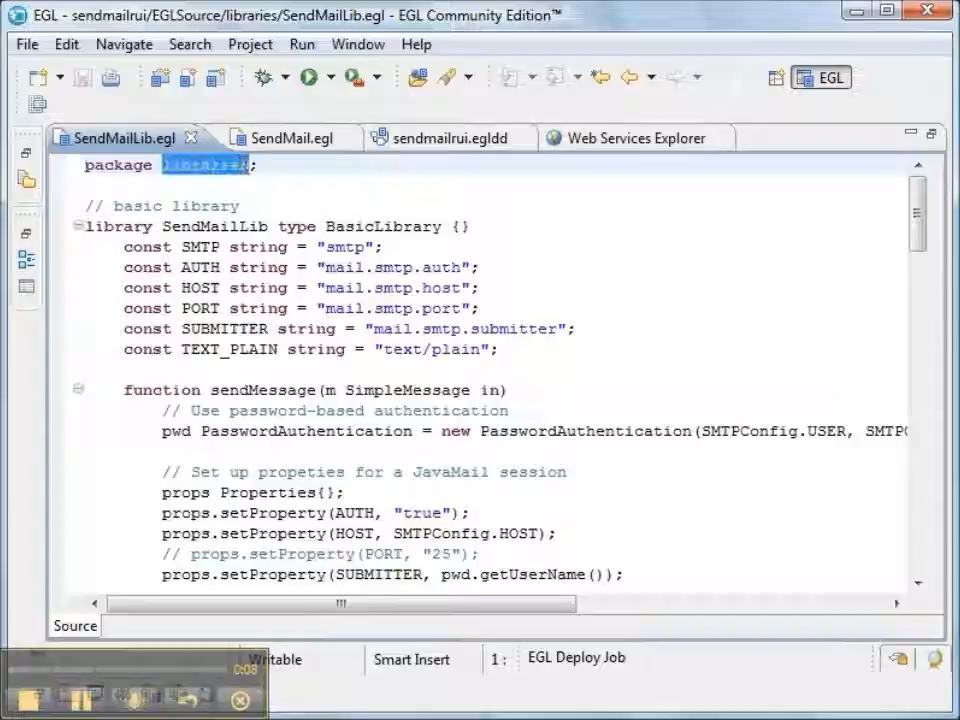 EGL - sendmailrui/EGLSource/libraries/SendMailLib.egl - EGL Community Edition™
File Edit Navigate Search Project Run Window Help
EGL
SendMailLib.egl SendMail.egl sendmailrui.egldd Web Services Explorer
package libraries;
// basic library
library SendMailLib type BasicLibrary {}
const SMTP string = "smtp";
const AUTH string = "mail.smtp.auth";
const HOST string = "mail.smtp.host";
const PORT string = "mail.smtp.port";
const SUBMITTER string = "mail.smtp.submitter";
const TEXT_PLAIN string = "text/plain";
function sendMessage(m SimpleMessage in)
// Use password-based authentication
pwd PasswordAuthentication = new PasswordAuthentication(SMTPConfig.USER, SMTPC
// Set up propeties for a JavaMail session
props Properties{};
props.setProperty(AUTH, "true");
props.setProperty(HOST, SMTPConfig.HOST);
// props.setProperty(PORT, "25");
props.setProperty(SUBMITTER, pwd.getUserName());
Source
Writable Smart Insert 1: EGL Deploy Job
0:03